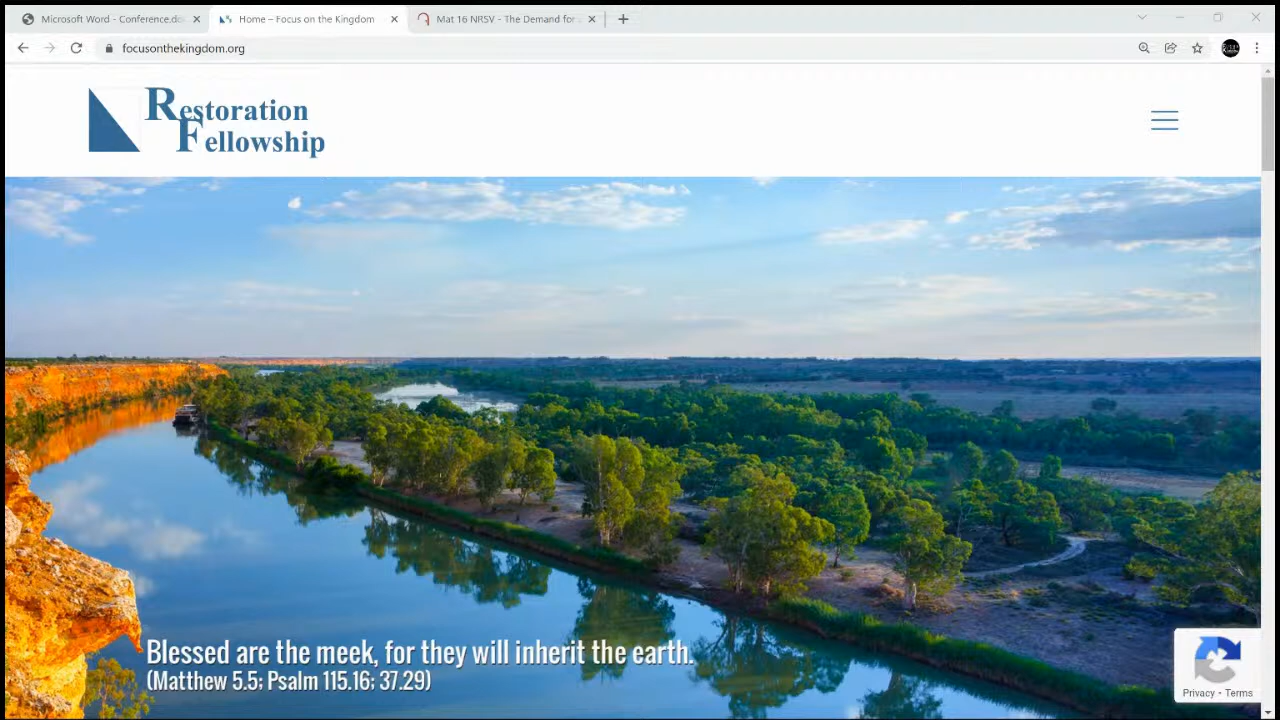 Microsoft Word - Conference.do
Home – Focus on the Kingdom
Mat 16 NRSV - The Demand for
focusonthekingdom.org
Restoration
Fellowship
Blessed are the meek, for they will inherit the earth.
(Matthew 5.5; Psalm 115.16; 37.29)
Privacy - Terms